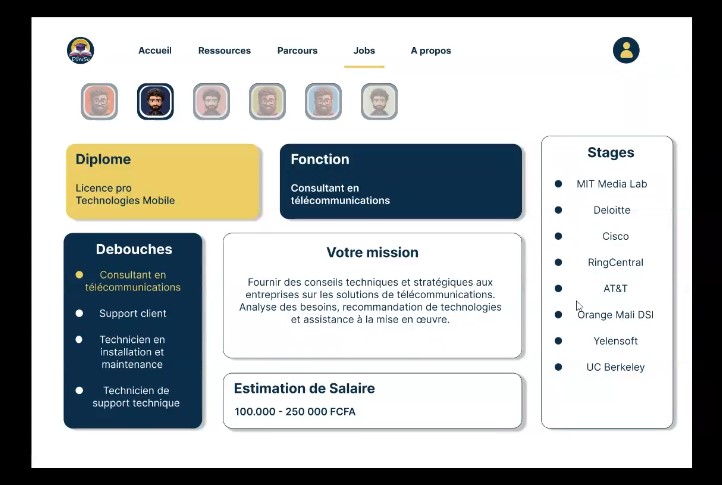 Accueil
Ressources
Parcours
Jobs
A propos
Diplome
Licence pro
Technologies Mobile
Fonction
Consultant en
télécommunications
Stages
MIT Media Lab
Deloitte
Cisco
RingCentral
AT&T
Orange Mali DSI
Yelensoft
UC Berkeley
Debouches
Consultant en
télécommunications
Support client
Technicien en
installation et
maintenance
Technicien de
support technique
Votre mission
Fournir des conseils techniques et stratégiques aux
entreprises sur les solutions de télécommunications.
Analyse des besoins, recommandation de technologies
et assistance à la mise en œuvre.
Estimation de Salaire
100.000 - 250 000 FCFA